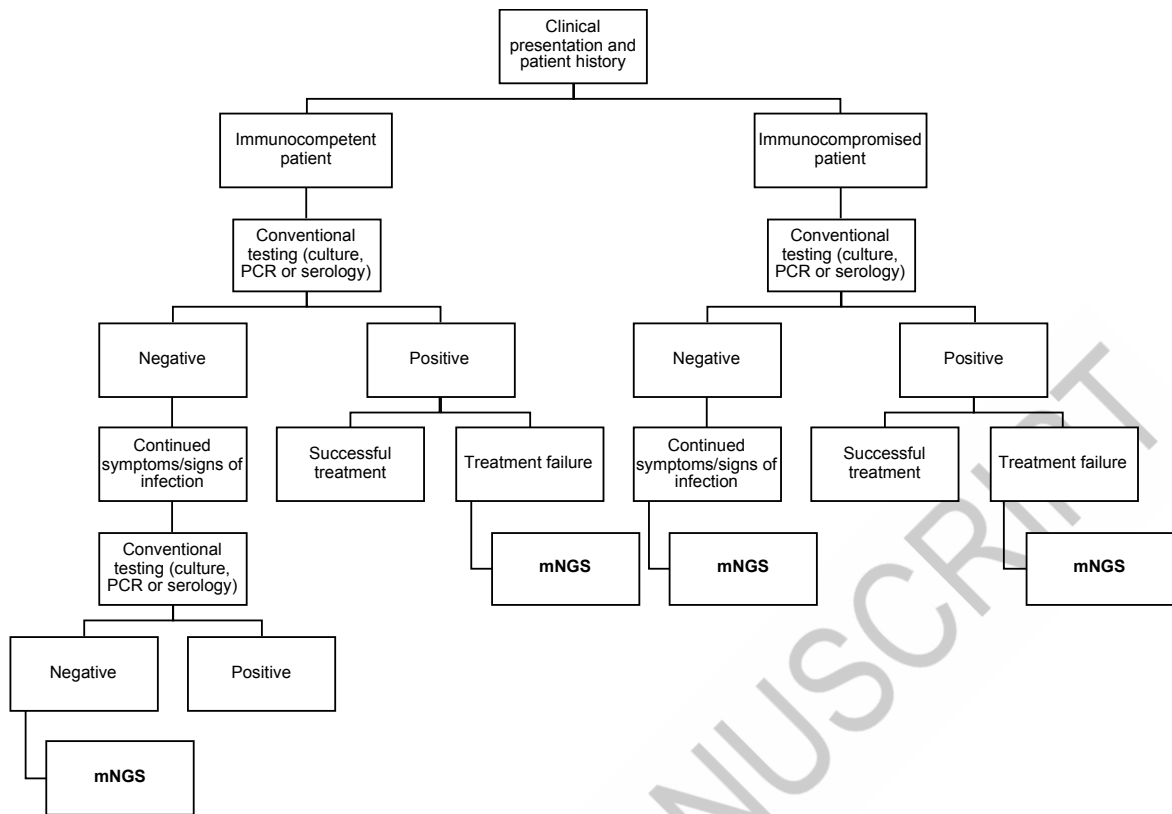 Clinical
presentation and
patient history
Immunocompetent
patient
Immunocompromised
patient
Conventional
testing (culture,
PCR or serology)
Conventional
testing (culture,
PCR or serology)
Negative
Positive
Negative
Positive
Continued
symptoms/signs of
infection
Successful
treatment
Treatment failure
Continued
symptoms/signs of
infection
Successful
treatment
Treatment failure
Conventional
testing (culture,
PCR or serology)
mNGS
mNGS
mNGS
Negative
Positive
mNGS
NUSCRIPT